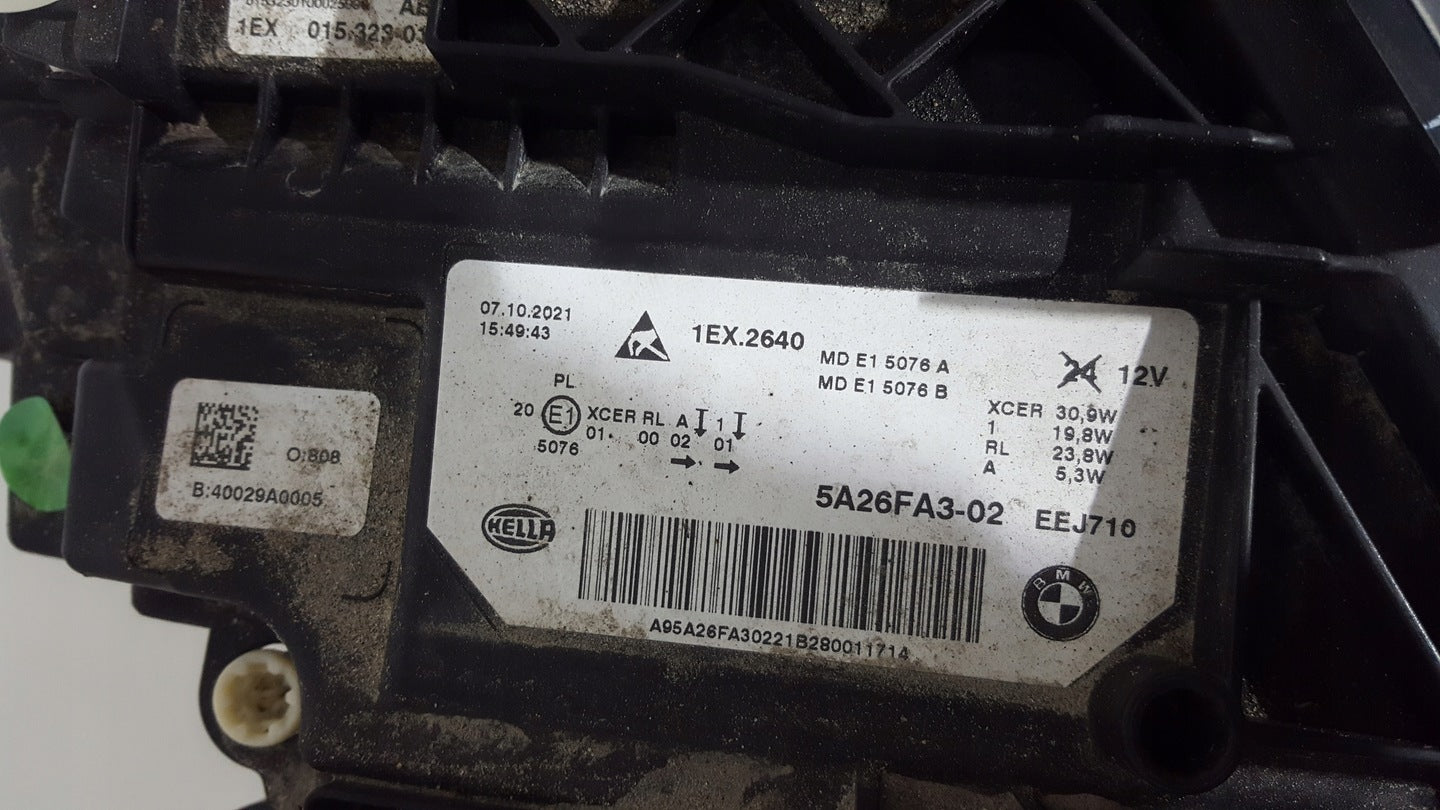 1EX 015.323-0
07.10.2021
15:49:43
1EX.2640
MD E1 5076 A
MD E1 5076 B
24 12V
PL
20 E1 XCER RL A 1
01 00 02 01
5076
XCER 30,9W
1 19,8W
RL 23,8W
A 5,3W
5A26FA3-02 EEJ710
HELLA
BMW
A95A26FA30221B280011714
O:808
B:40029A0005